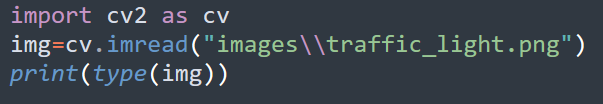 import cv2 as cv
img=cv.imread("images\\traffic_light.png")
print(type(img))